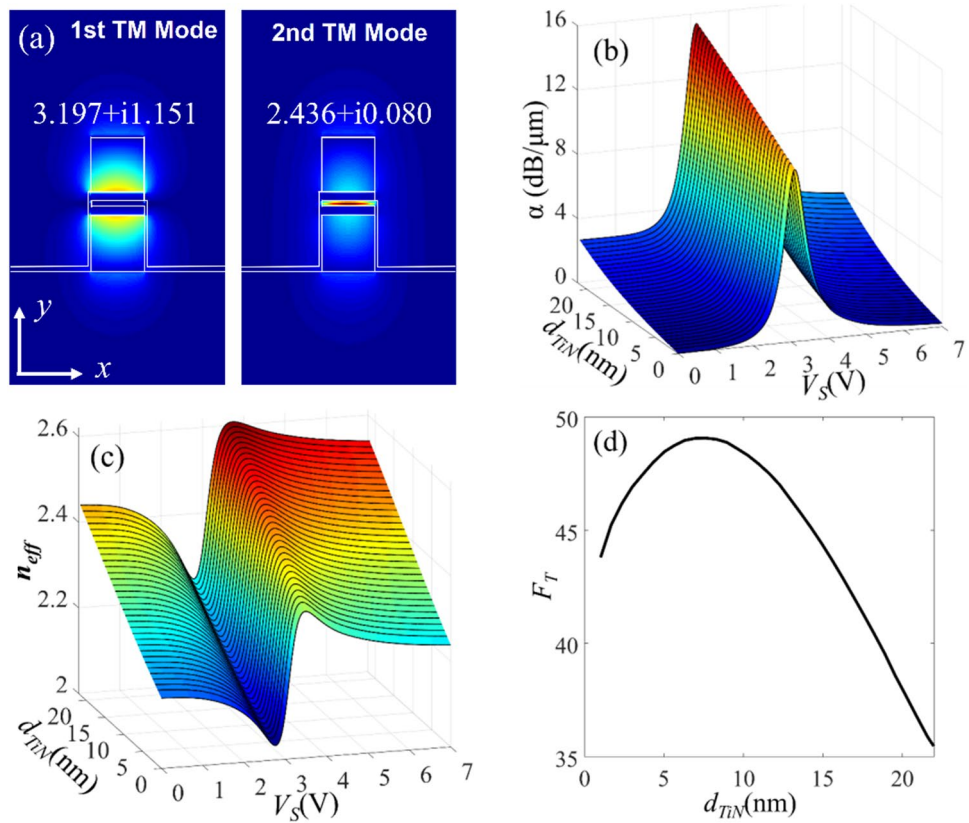 (a) 1st TM Mode 2nd TM Mode
3.197+i1.151 2.436+i0.080
y
x
(b)
α (dB/μm)
16
12
8
4
0
20
15
10
5
0
d_TiN(nm)
0 1 2 3 4 5 6 7
V_S(V)
(c)
n_eff
2.6
2.4
2.2
2
20
15
10
5
0
d_TiN(nm)
0 1 2 3 4 5 6 7
V_S(V)
(d)
F_T
50
45
40
35
0 5 10 15 20
d_TiN(nm)